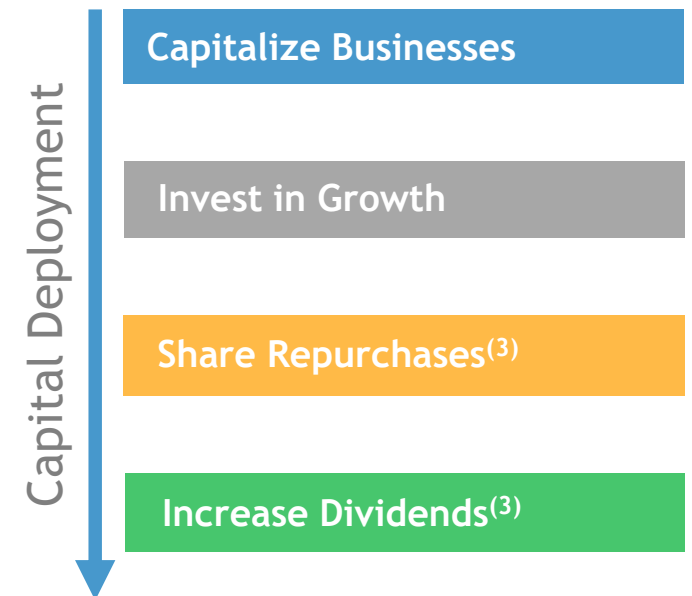 Capital Deployment
Capitalize Businesses
Invest in Growth
Share Repurchases(3)
Increase Dividends(3)